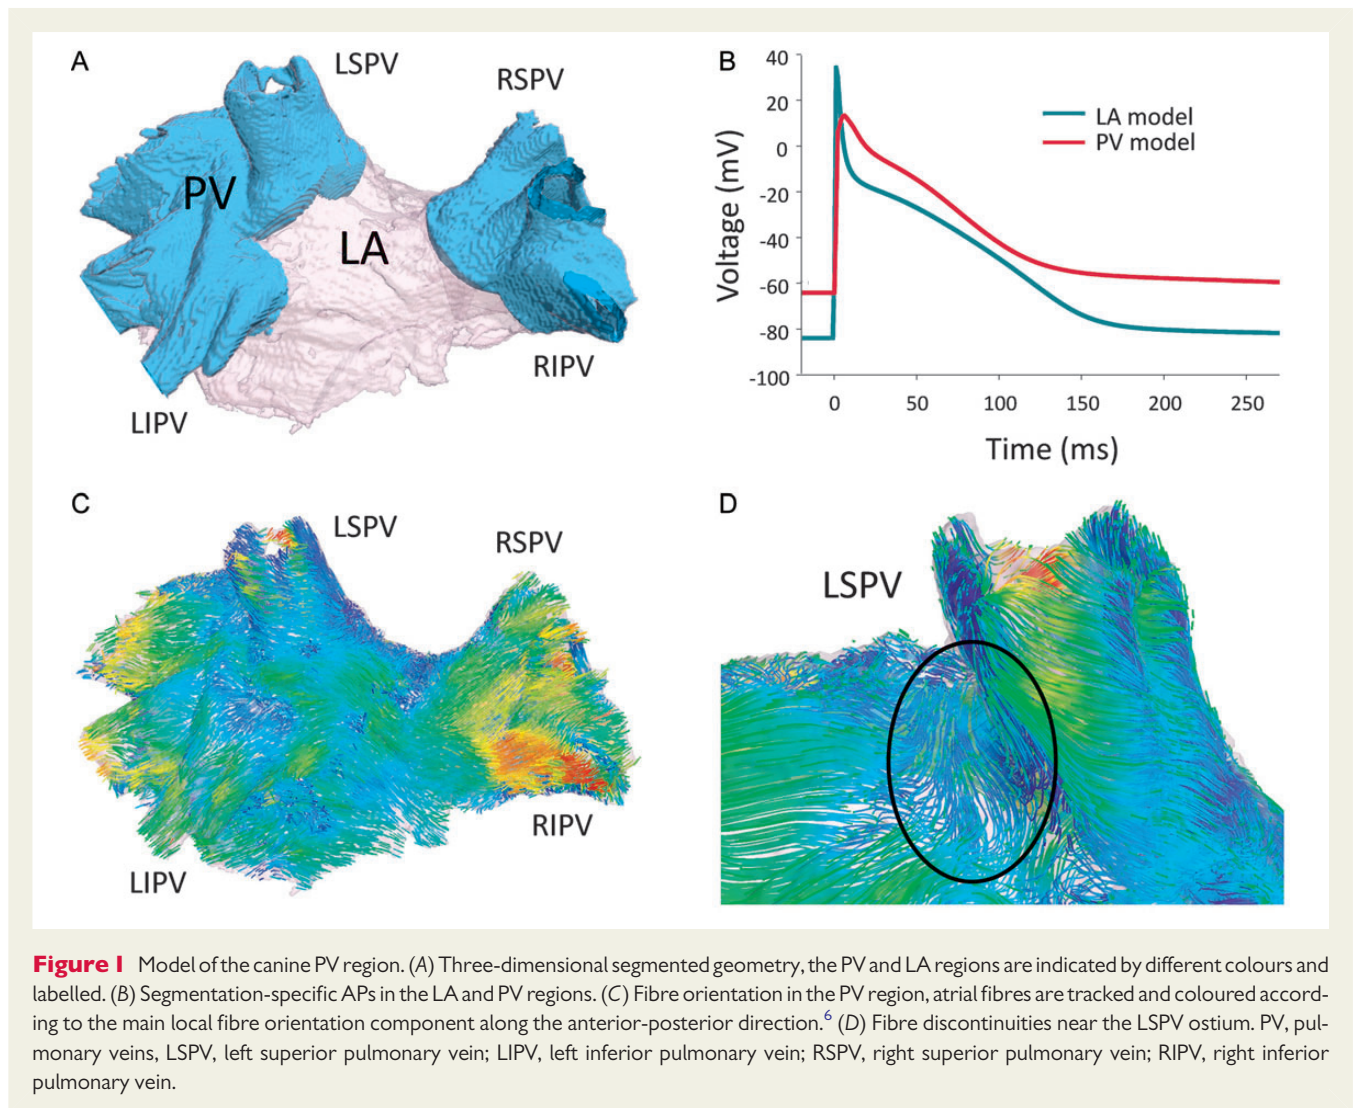 A
LSPV
RSPV
PV
LA
RIPV
LIPV
B
40
20
0
-20
-40
-60
-80
-100
Voltage (mV)
LA model
PV model
0
50
100
150
200
250
Time (ms)
C
LSPV
RSPV
RIPV
LIPV
D
LSPV
Figure 1 Model of the canine PV region. (A) Three-dimensional segmented geometry, the PV and LA regions are indicated by different colours and
labelled. (B) Segmentation-specific APs in the LA and PV regions. (C) Fibre orientation in the PV region, atrial fibres are tracked and coloured accord-
ing to the main local fibre orientation component along the anterior-posterior direction.6 (D) Fibre discontinuities near the LSPV ostium. PV, pul-
monary veins, LSPV, left superior pulmonary vein; LIPV, left inferior pulmonary vein; RSPV, right superior pulmonary vein; RIPV, right inferior
pulmonary vein.